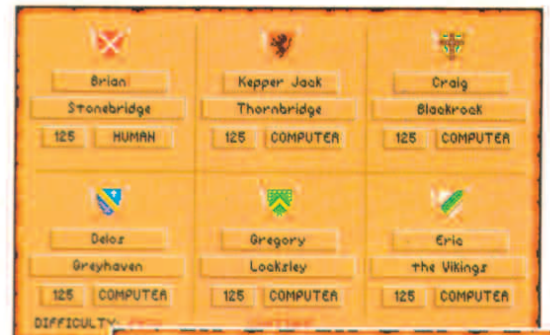 Brian Kepper Jack Craig
Stonebridge Thornbridge Blackrock
125 HUMAN 125 COMPUTER 125 COMPUTER
Delos Gregory Eric
Greyhaven Locksley the Vikings
125 COMPUTER 125 COMPUTER 125 COMPUTER
DIFFICULTY: